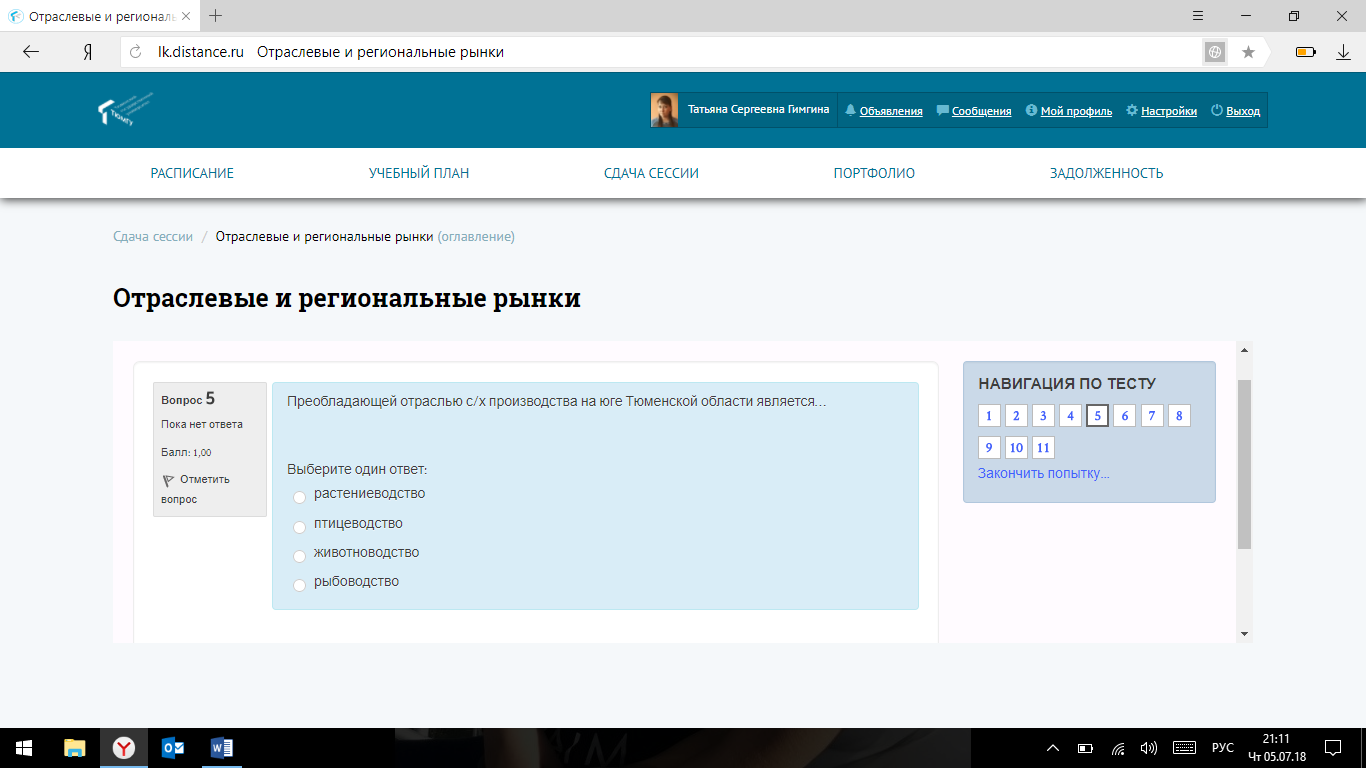 Отраслевые и регионал
lk.distance.ru Отраслевые и региональные рынки
ТюмГУ
Татьяна Сергеевна Гимгина Объявления Сообщения Мой профиль Настройки Выход
РАСПИСАНИЕ УЧЕБНЫЙ ПЛАН СДАЧА СЕССИИ ПОРТФОЛИО ЗАДОЛЖЕННОСТЬ
Сдача сессии / Отраслевые и региональные рынки (оглавление)
Отраслевые и региональные рынки
Вопрос 5
Пока нет ответа
Балл: 1,00
Отметить
вопрос
Преобладающей отраслью с/х производства на юге Тюменской области является...
Выберите один ответ:
растениеводство
птицеводство
животноводство
рыбоводство
НАВИГАЦИЯ ПО ТЕСТУ
1 2 3 4 5 6 7 8
9 10 11
Закончить попытку...
РУС
21:11
Чт 05.07.18